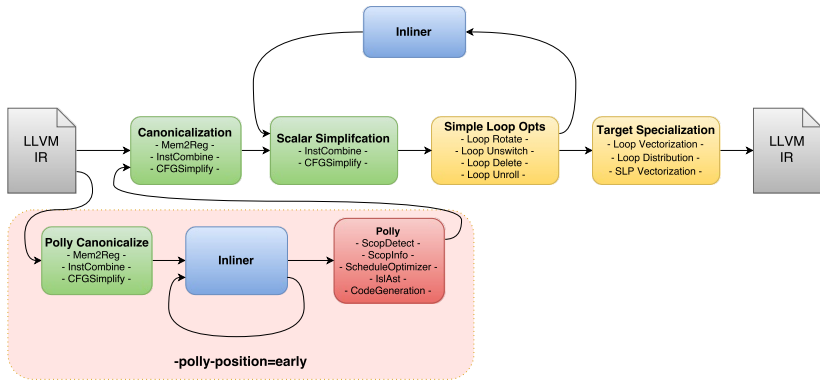 Inliner
LLVM
IR
Canonicalization
- Mem2Reg -
- InstCombine -
- CFGSimplify -
Scalar Simplifcation
- InstCombine -
- CFGSimplify -
Simple Loop Opts
- Loop Rotate -
- Loop Unswitch -
- Loop Delete -
- Loop Unroll -
Target Specialization
- Loop Vectorization -
- Loop Distribution -
- SLP Vectorization -
LLVM
IR
Polly Canonicalize
- Mem2Reg -
- InstCombine -
- CFGSimplify -
Inliner
Polly
- ScopDetect -
- ScopInfo -
- ScheduleOptimizer -
- IslAst -
- CodeGeneration -
-polly-position=early